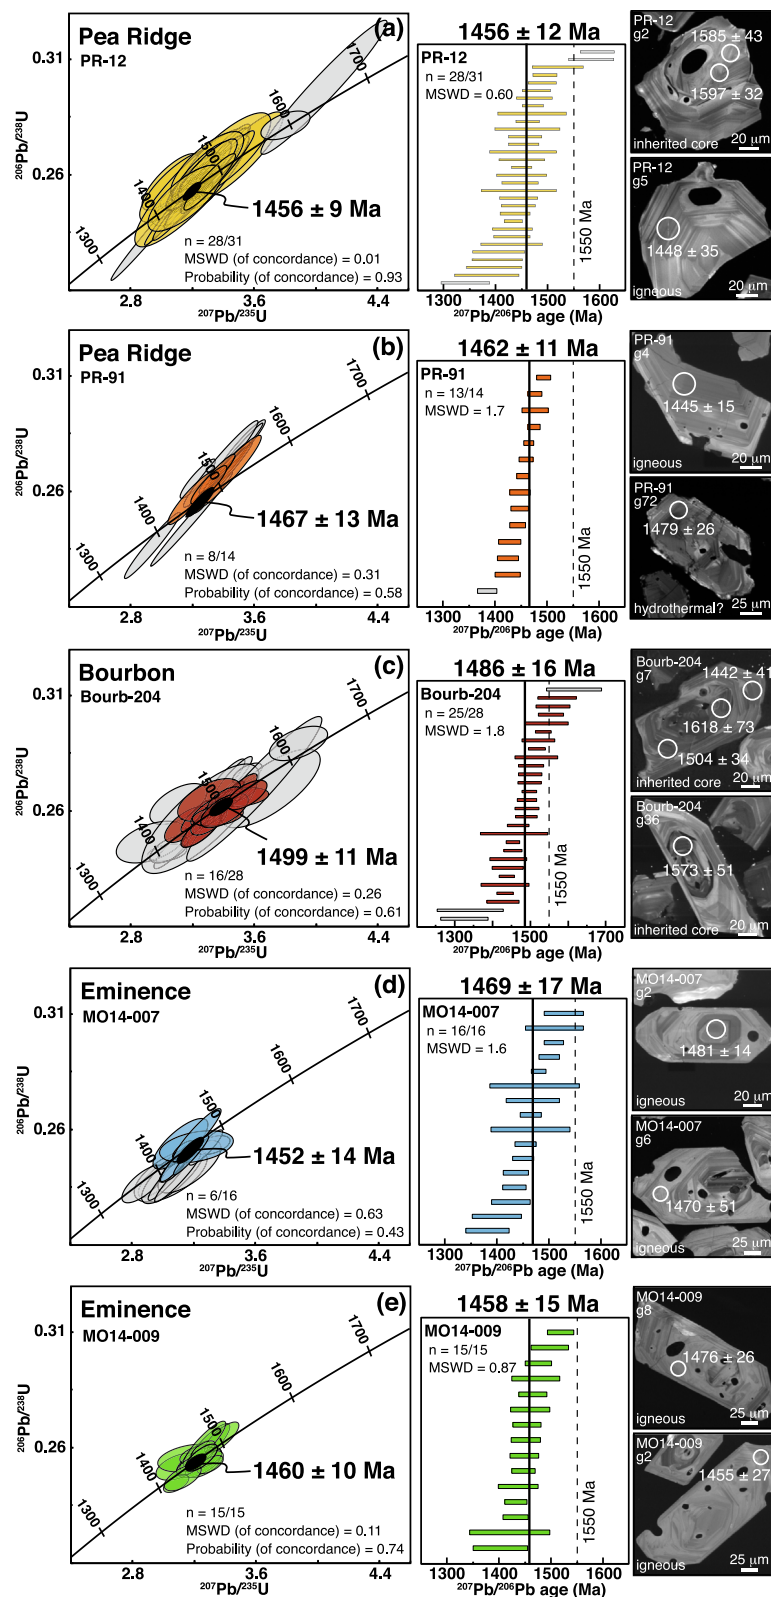 (a)
Pea Ridge
PR-12
0.31
0.26
206Pb/238U
1300
1400
1500
1600
1700
1456 ± 9 Ma
n = 28/31
MSWD (of concordance) = 0.01
Probability (of concordance) = 0.93
2.8 3.6 4.4
207Pb/235U
1456 ± 12 Ma
PR-12
n = 28/31
MSWD = 0.60
1550 Ma
1300 1400 1500 1600
207Pb/206Pb age (Ma)
PR-12
g2
1585 ± 43
1597 ± 32
inherited core
20 μm
PR-12
g5
1448 ± 35
igneous
20 μm
(b)
Pea Ridge
PR-91
0.31
0.26
206Pb/238U
1300
1400
1500
1600
1700
1467 ± 13 Ma
n = 8/14
MSWD (of concordance) = 0.31
Probability (of concordance) = 0.58
2.8 3.6 4.4
207Pb/235U
1462 ± 11 Ma
PR-91
n = 13/14
MSWD = 1.7
1550 Ma
1300 1400 1500 1600
207Pb/206Pb age (Ma)
PR-91
g4
1445 ± 15
igneous
20 μm
PR-91
g72
1479 ± 26
hydrothermal?
25 μm
(c)
Bourbon
Bourb-204
0.31
0.26
206Pb/238U
1300
1400
1500
1600
1700
1499 ± 11 Ma
n = 16/28
MSWD (of concordance) = 0.26
Probability (of concordance) = 0.61
2.8 3.6 4.4
207Pb/235U
1486 ± 16 Ma
Bourb-204
n = 25/28
MSWD = 1.8
1550 Ma
1300 1500 1700
207Pb/206Pb age (Ma)
Bourb-204
g7
1442 ± 41
1618 ± 73
1504 ± 34
inherited core
20 μm
Bourb-204
g36
1573 ± 51
inherited core
20 μm
(d)
Eminence
MO14-007
0.31
0.26
206Pb/238U
1300
1400
1500
1600
1700
1452 ± 14 Ma
n = 6/16
MSWD (of concordance) = 0.63
Probability (of concordance) = 0.43
2.8 3.6 4.4
207Pb/235U
1469 ± 17 Ma
MO14-007
n = 16/16
MSWD = 1.6
1550 Ma
1300 1400 1500 1600
207Pb/206Pb age (Ma)
MO14-007
g2
1481 ± 14
igneous
20 μm
MO14-007
g6
1470 ± 51
igneous
25 μm
(e)
Eminence
MO14-009
0.31
0.26
206Pb/238U
1300
1400
1500
1600
1700
1460 ± 10 Ma
n = 15/15
MSWD (of concordance) = 0.11
Probability (of concordance) = 0.74
2.8 3.6 4.4
207Pb/235U
1458 ± 15 Ma
MO14-009
n = 15/15
MSWD = 0.87
1550 Ma
1300 1400 1500 1600
207Pb/206Pb age (Ma)
MO14-009
g8
1476 ± 26
igneous
25 μm
MO14-009
g2
1455 ± 27
igneous
25 μm